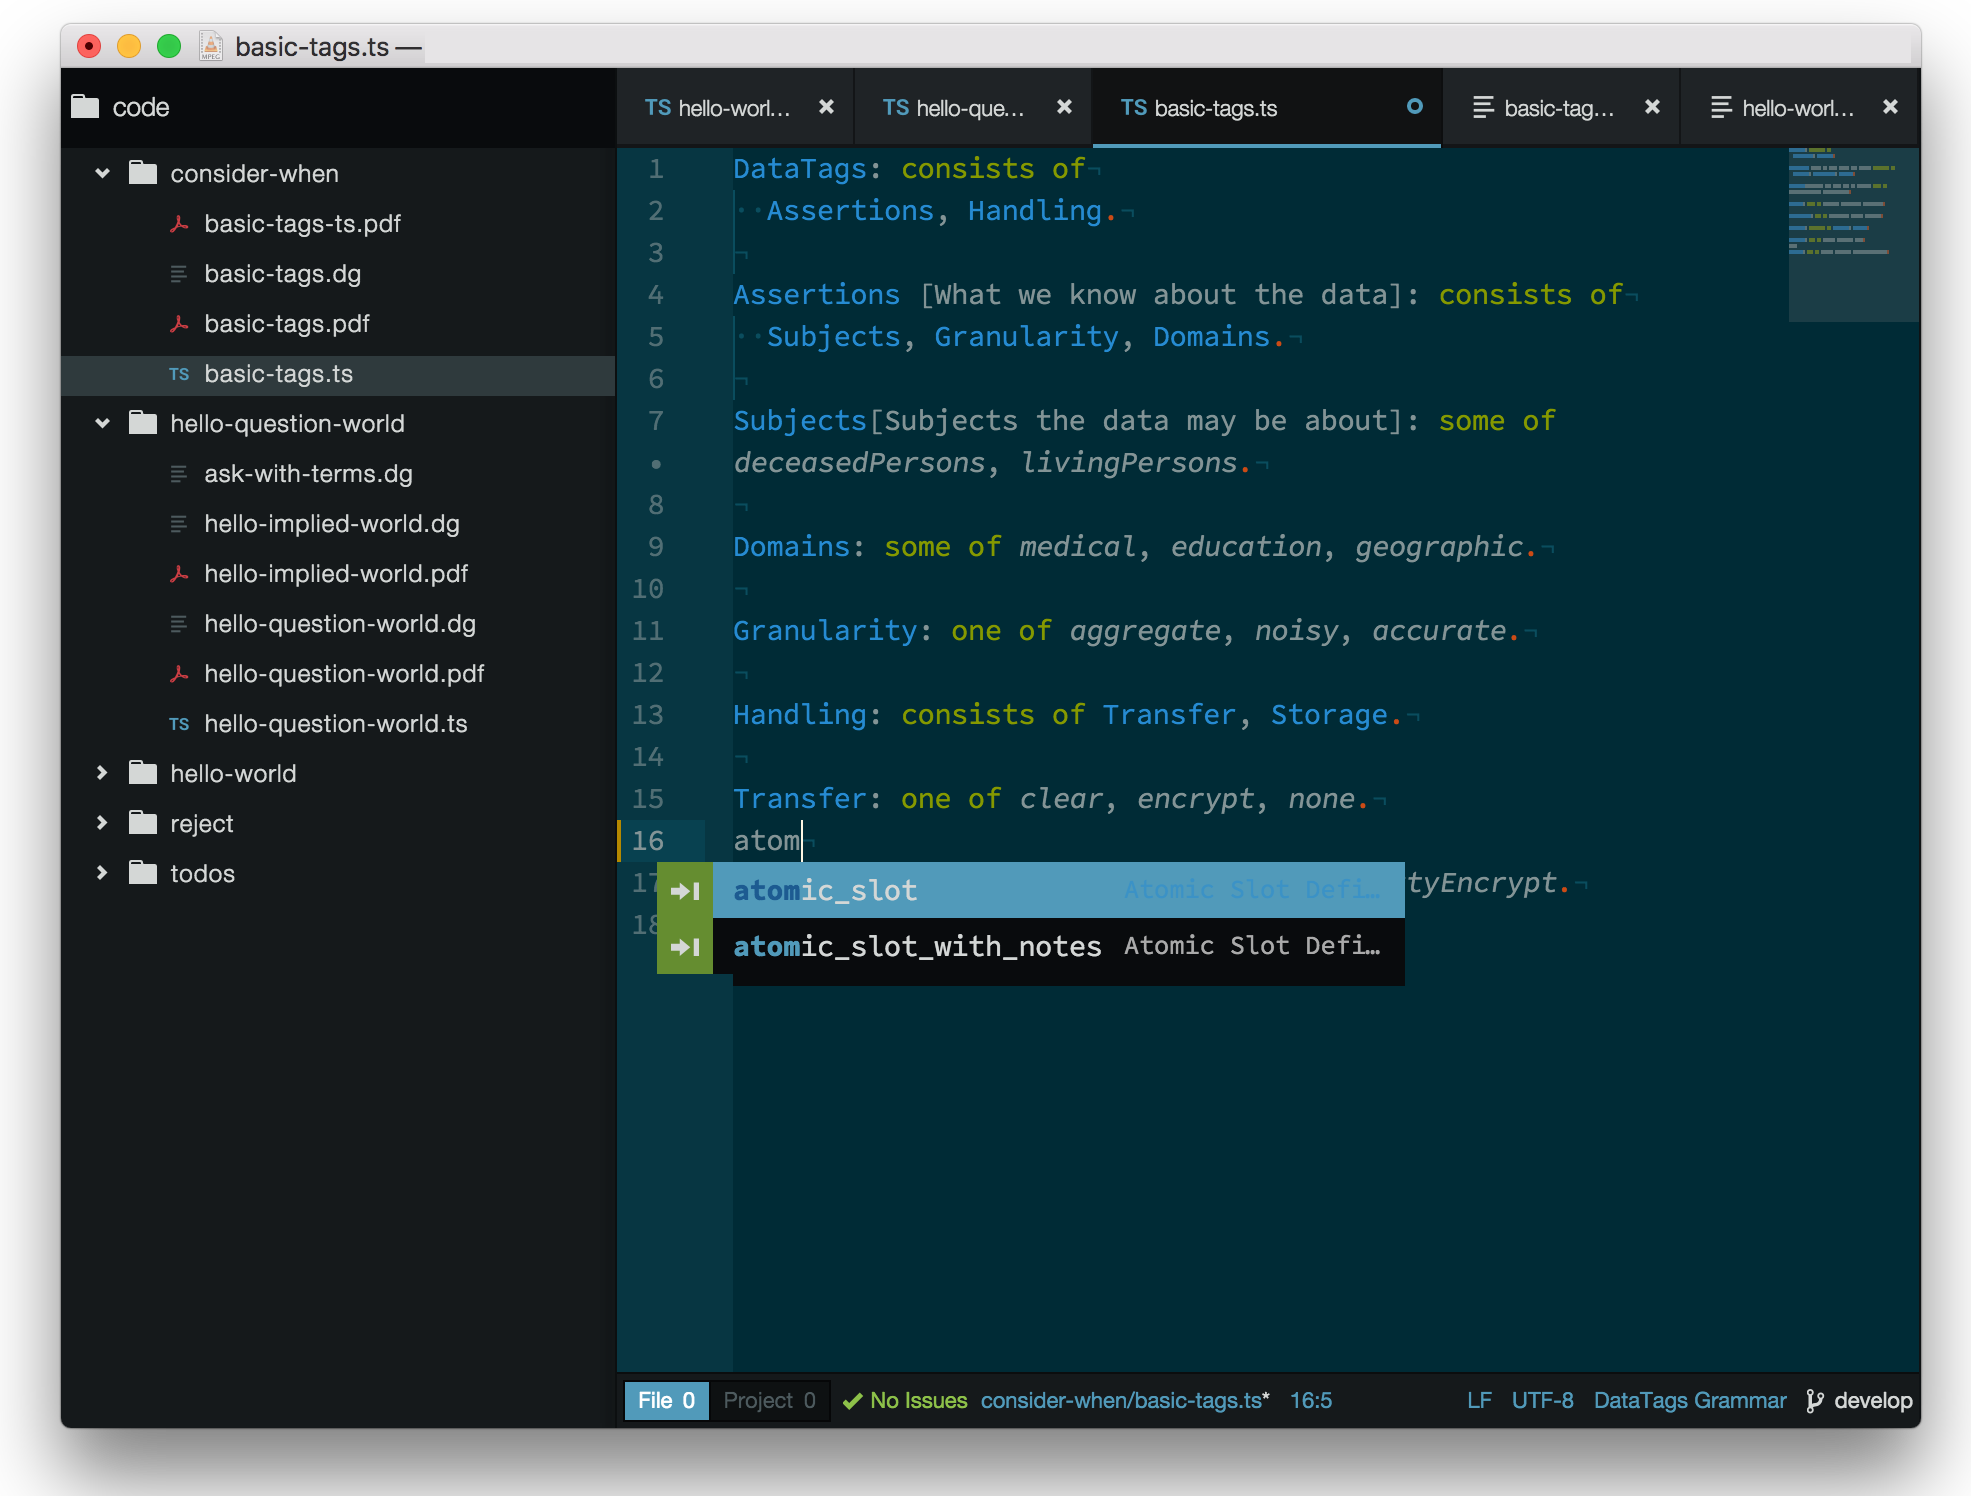 basic-tags.ts —
code
consider-when
basic-tags-ts.pdf
basic-tags.dg
basic-tags.pdf
TS basic-tags.ts
hello-question-world
ask-with-terms.dg
hello-implied-world.dg
hello-implied-world.pdf
hello-question-world.dg
hello-question-world.pdf
TS hello-question-world.ts
hello-world
reject
todos
TS hello-worl... TS hello-que... TS basic-tags.ts basic-tag... hello-worl...
1 DataTags: consists of¬
2 ··Assertions, Handling.¬
3 ¬
4 Assertions [What we know about the data]: consists of¬
5 ··Subjects, Granularity, Domains.¬
6 ¬
7 Subjects[Subjects the data may be about]: some of
• deceasedPersons, livingPersons.¬
8 ¬
9 Domains: some of medical, education, geographic.¬
10 ¬
11 Granularity: one of aggregate, noisy, accurate.¬
12 ¬
13 Handling: consists of Transfer, Storage.¬
14 ¬
15 Transfer: one of clear, encrypt, none.¬
16 atom¬
17 tyEncrypt.¬
atomic_slot Atomic Slot Defi…
18
atomic_slot_with_notes Atomic Slot Defi…
File 0 Project 0 No Issues consider-when/basic-tags.ts* 16:5 LF UTF-8 DataTags Grammar develop